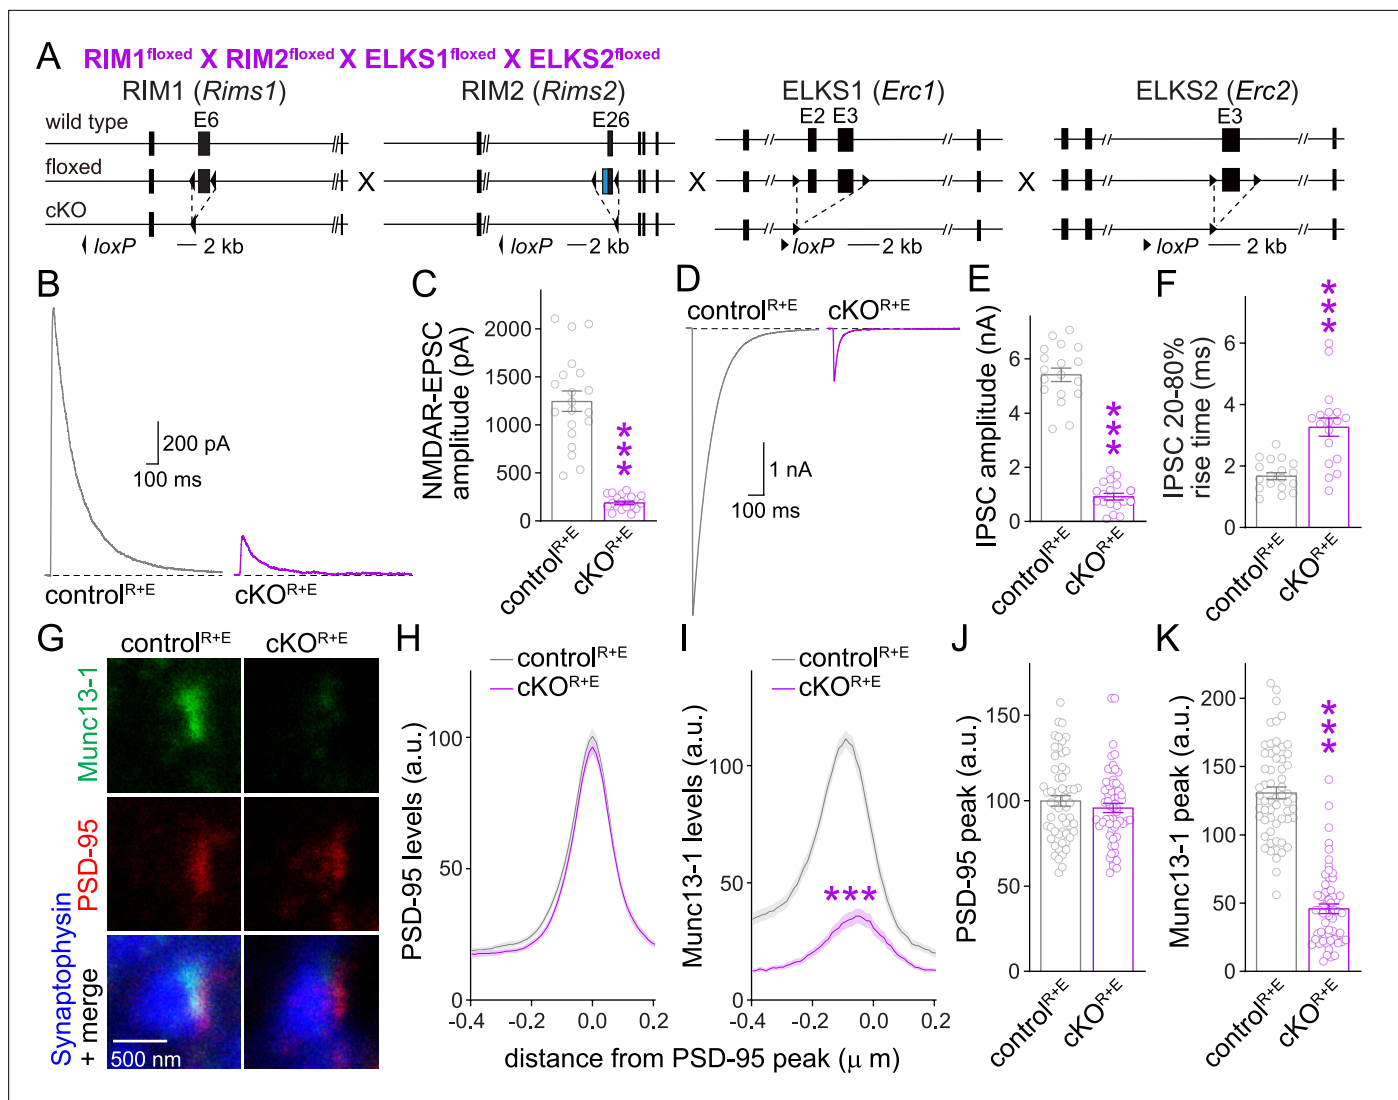 A RIM1floxed X RIM2floxed X ELKS1floxed X ELKS2floxed
RIM1 (Rims1) RIM2 (Rims2) ELKS1 (Erc1) ELKS2 (Erc2)
wild type E6 E26 E2 E3 E3
floxed X X X
cKO
loxP 2 kb loxP 2 kb loxP 2 kb loxP 2 kb
B
200 pA
100 ms
controlR+E cKOR+E
C
NMDAR-EPSC
amplitude (pA)
2000
1500
1000
500
0
***
controlR+E
cKOR+E
D
controlR+E cKOR+E
1 nA
100 ms
E
IPSC amplitude (nA)
6
4
2
0
***
controlR+E
cKOR+E
F
IPSC 20-80%
rise time (ms)
6
4
2
0
***
controlR+E
cKOR+E
G
controlR+E cKOR+E
Munc13-1
PSD-95
Synaptophysin
+ merge
500 nm
H
controlR+E
cKOR+E
PSD-95 levels (a.u.)
100
50
0
-0.4 -0.2 0.0 0.2
I
controlR+E
cKOR+E
Munc13-1 levels (a.u.)
100
50
0
***
-0.4 -0.2 0.0 0.2
distance from PSD-95 peak (μ m)
J
PSD-95 peak (a.u.)
150
100
50
0
controlR+E
cKOR+E
K
Munc13-1 peak (a.u.)
200
150
100
50
0
***
controlR+E
cKOR+E